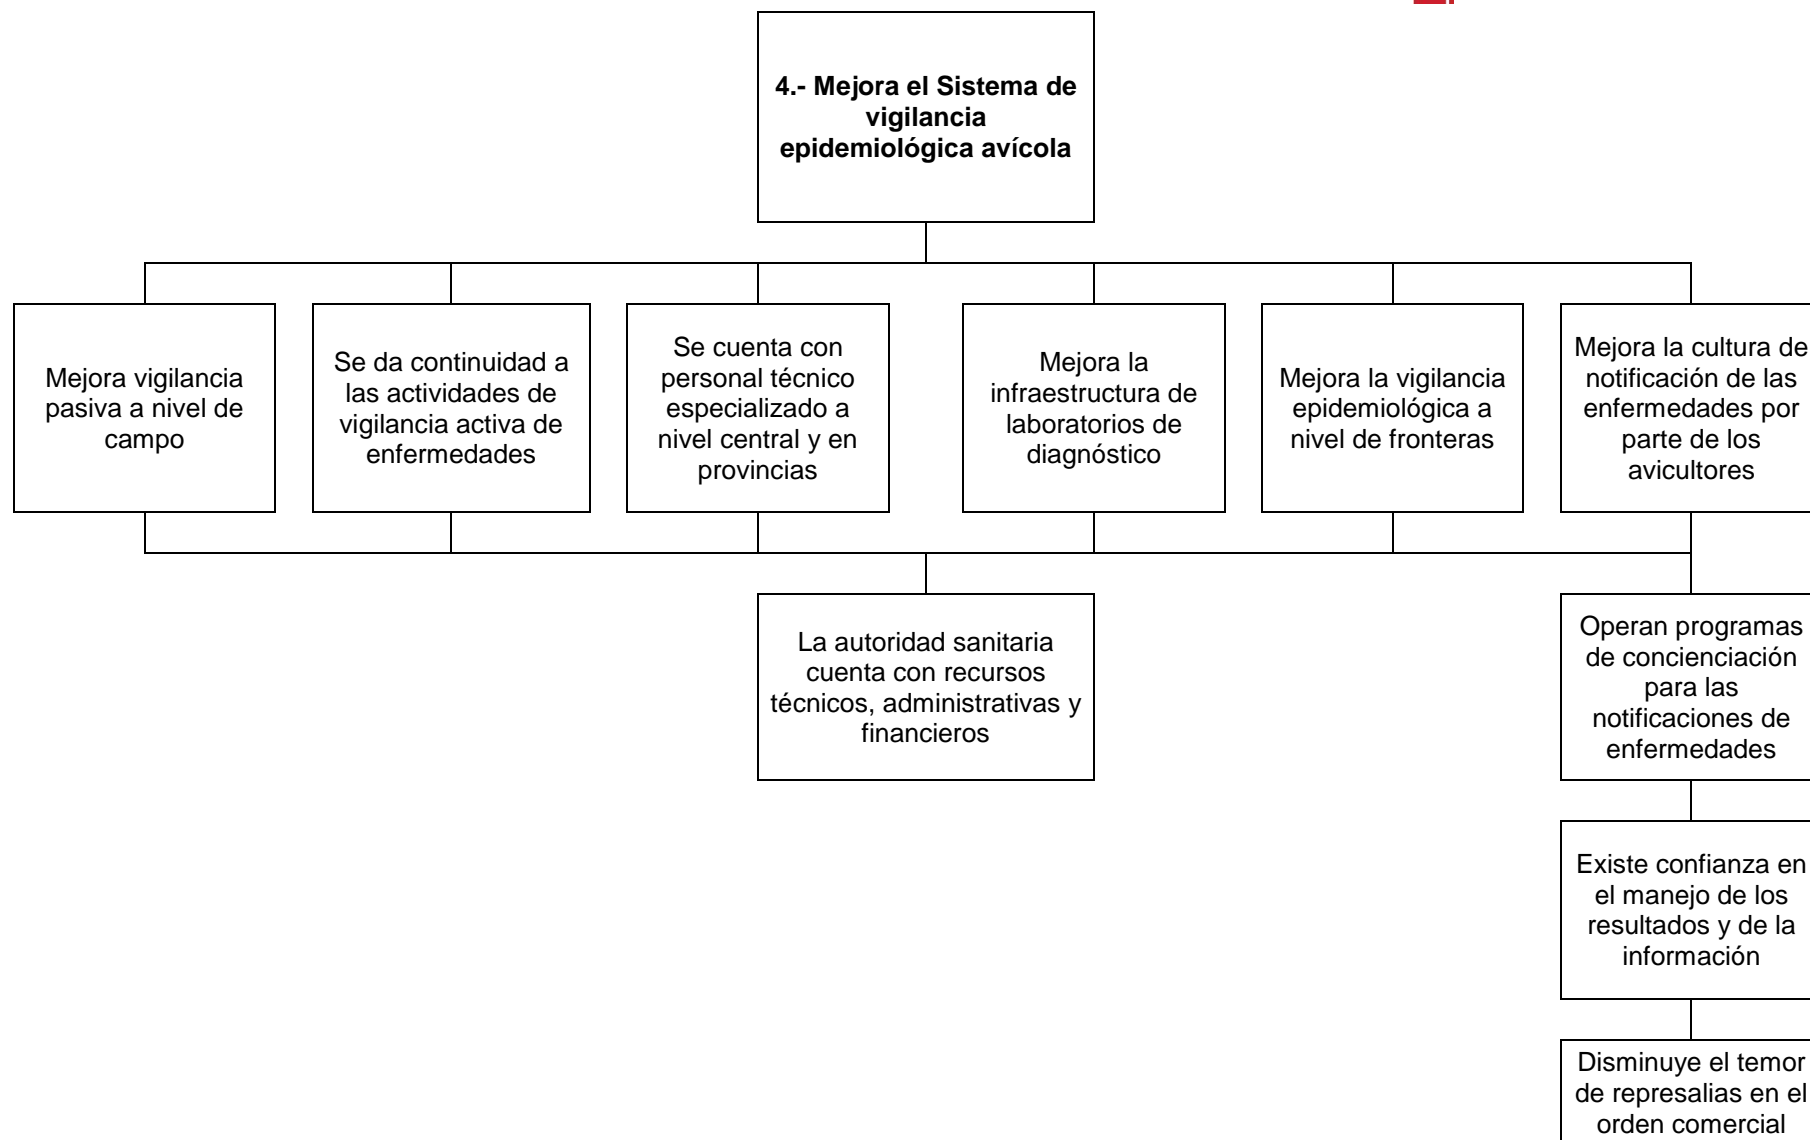 4.- Mejora el Sistema de
vigilancia
epidemiológica avícola
Mejora vigilancia
pasiva a nivel de
campo
Se da continuidad a
las actividades de
vigilancia activa de
enfermedades
Se cuenta con
personal técnico
especializado a
nivel central y en
provincias
Mejora la
infraestructura de
laboratorios de
diagnóstico
Mejora la vigilancia
epidemiológica a
nivel de fronteras
Mejora la cultura de
notificación de las
enfermedades por
parte de los
avicultores
La autoridad sanitaria
cuenta con recursos
técnicos, administrativas y
financieros
Operan programas
de concienciación
para las
notificaciones de
enfermedades
Existe confianza en
el manejo de los
resultados y de la
información
Disminuye el temor
de represalias en el
orden comercial